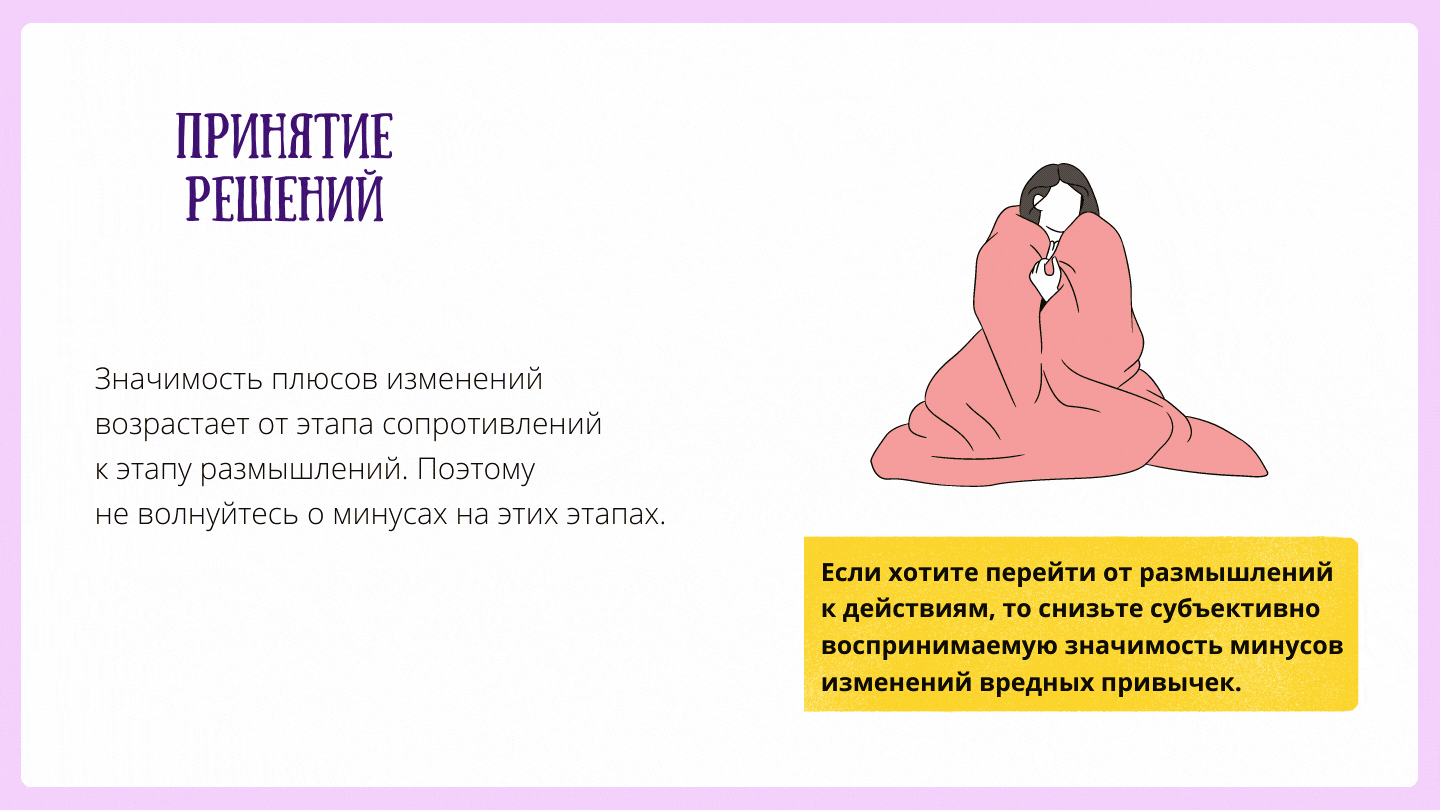 ПРИНЯТИЕ
РЕШЕНИЙ
Значимость плюсов изменений
возрастает от этапа сопротивлений
к этапу размышлений. Поэтому
не волнуйтесь о минусах на этих этапах.
Если хотите перейти от размышлений
к действиям, то снизьте субъективно
воспринимаемую значимость минусов
изменений вредных привычек.